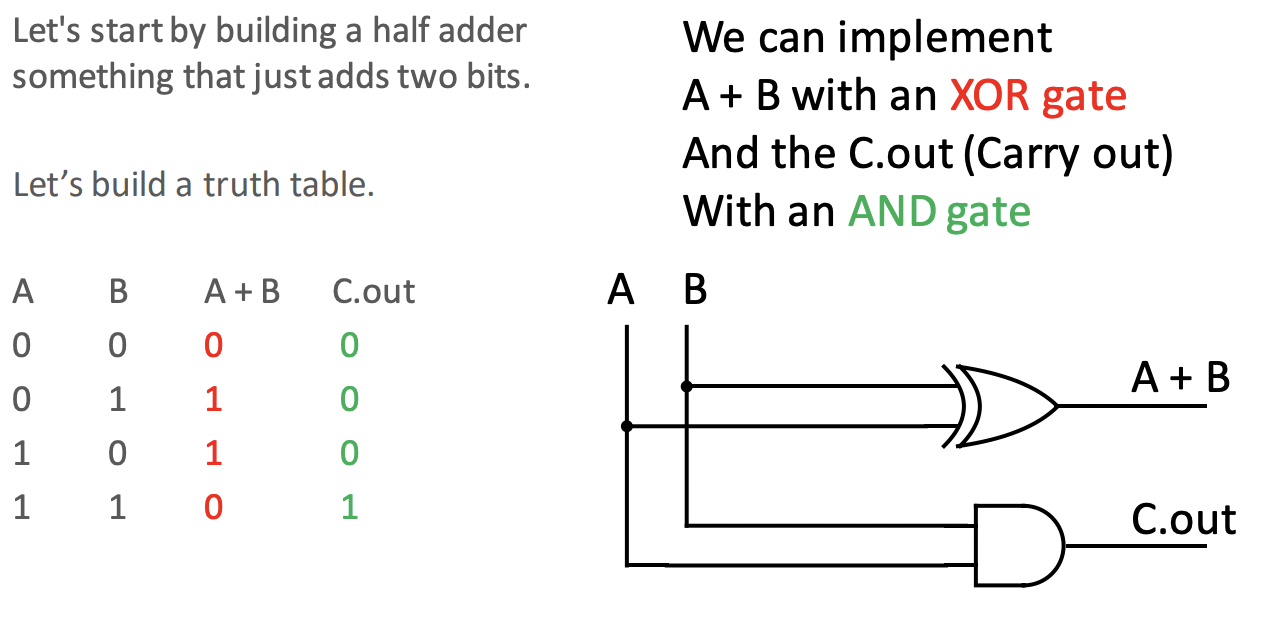 Let's start by building a half adder
something that just adds two bits.
Let’s build a truth table.
A B A + B C.out
0 0 0 0
0 1 1 0
1 0 1 0
1 1 0 1
We can implement
A + B with an XOR gate
And the C.out (Carry out)
With an AND gate
A B
A + B
C.out